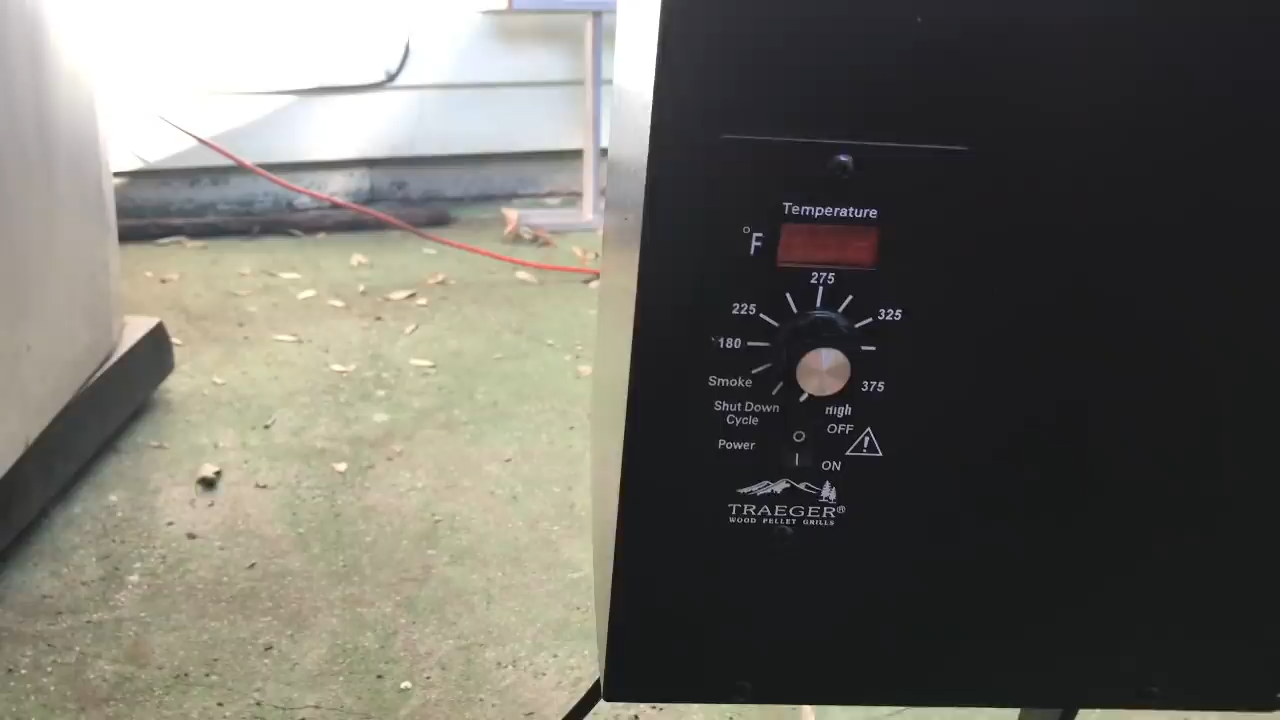 Temperature
°F
275
225
325
180
Smoke
375
Shut Down
Cycle
High
OFF
Power
ON
TRAEGER®
WOOD PELLET GRILLS